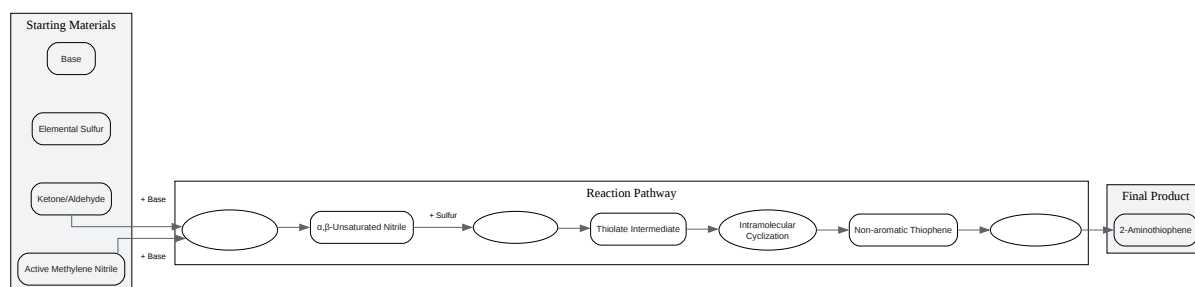 Starting Materials
Base
Elemental Sulfur
Ketone/Aldehyde
Active Methylene Nitrile
+ Base
+ Base
Reaction Pathway
α,β-Unsaturated Nitrile
+ Sulfur
Thiolate Intermediate
Intramolecular
Cyclization
Non-aromatic Thiophene
Final Product
2-Aminothiophene